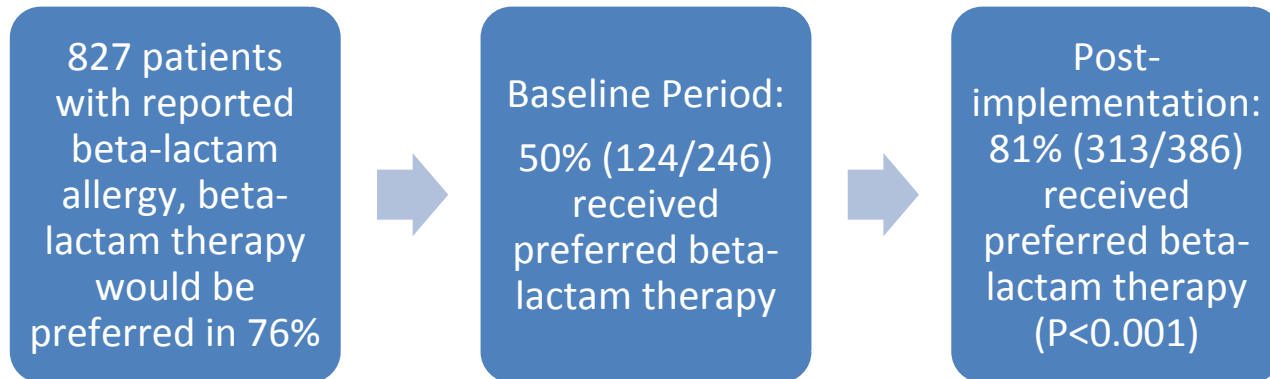 827 patients
with reported
beta-lactam
allergy, beta-
lactam therapy
would be
preferred in 76%
Baseline Period:
50% (124/246)
received
preferred beta-
lactam therapy
Post-
implementation:
81% (313/386)
received
preferred beta-
lactam therapy
(P<0.001)